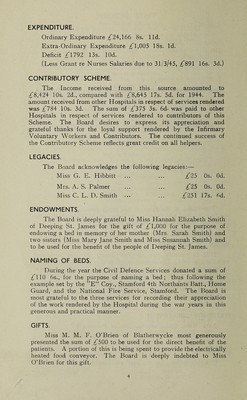 EXPENDITURE.
Ordinary Expenditure £24,166 8s. 11d.
Extra-Ordinary Expenditure £1,003 18s. 1d.
Deficit £1792 13s. 10d.
(Less Grant re Nurses Salaries due to 31/3/45, £891 16s. 3d.)
CONTRIBUTORY SCHEME.
The Income received from this source amounted to
£8,424 10s. 2d., compared with £8,645 17s. 5d. for 1944. The
amount received from other Hospitals in respect of services rendered
was £784 10s. 3d. The sum of £375 3s. 6d. was paid to other
Hospitals in respect of services rendered to contributors of this
Scheme. The Board desires to express its appreciation and
grateful thanks for the loyal support rendered by the Infirmary
Voluntary Workers and Contributors. The continued success of
the Contributory Scheme reflects great credit on all helpers.
LEGACIES.
The Board acknowledges the following legacies:—
Miss G. E. Hibbitt ... ... £25 0s. 0d.
Mrs. A. S. Palmer ... £25 0s. 0d.
Miss C. L. D. Smith ... ... £231 17s. 6d.
ENDOWMENTS.
The Board is deeply grateful to Miss Hannah Elizabeth Smith
of Deeping St. James for the gift of £1,000 for the purpose of
endowing a bed in memory of her mother (Mrs. Sarah Smith) and
two sisters (Miss Mary Jane Smith and Miss Susannah Smith) and
to be used for the benefit of the people of Deeping St. James.
NAMING OF BEDS.
During the year the Civil Defence Services donated a sum of
£110 6s., for the purpose of naming a bed; thus following the
example set by the "E" Coy., Stamford 4th Northants Batt., Home
Guard, and the National Fire Service, Stamford. The Board is
most grateful to the three services for recording their appreciation
of the work rendered by the Hospital during the war years in this
generous and practical manner.
GIFTS.
Miss M. M. F. O'Brien of Blatherwycke most generously
presented the sum of £500 to be used for the direct benefit of the
patients. A portion of this is being spent to provide the electrically
heated food conveyor. The Board is deeply indebted to Miss
O'Brien for this gift.